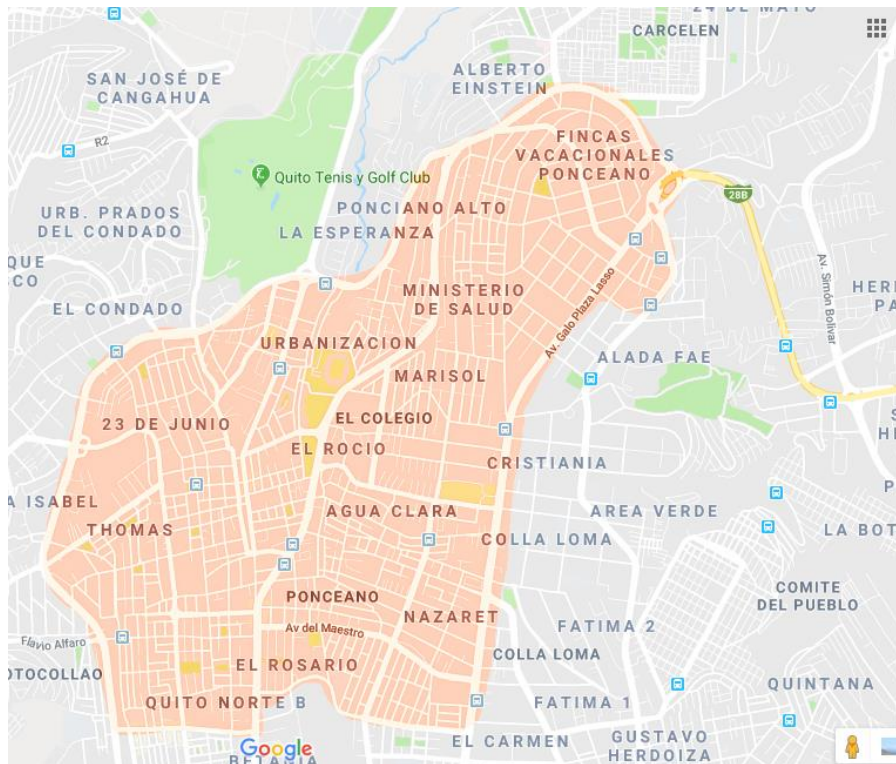 24 DE MAYO
CARCELEN
SAN JOSÉ DE
CANGAHUA
ALBERTO
EINSTEIN
R2
FINCAS
VACACIONALES
PONCEANO
Quito Tenis y Golf Club
28B
URB. PRADOS
DEL CONDADO
PONCIANO ALTO
LA ESPERANZA
QUE
SCO
Av. Simón Bolívar
EL CONDADO
MINISTERIO
DE SALUD
HER
PA
Av. Galo Plaza Lasso
URBANIZACION
ALADA FAE
MARISOL
23 DE JUNIO
EL COLEGIO
S
HE
EL ROCIO
CRISTIANIA
P
A ISABEL
THOMAS
AGUA CLARA
AREA VERDE
LA BOT
COLLA LOMA
PONCEANO
COMITE
DEL PUEBLO
NAZARET
Av del Maestro
FATIMA 2
Flavio Alfaro
COLLA LOMA
OTOCOLLAO
EL ROSARIO
QUINTANA
QUITO NORTE B
FATIMA 1
EL CARMEN
GUSTAVO
HERDOIZA
Google
BETANIA